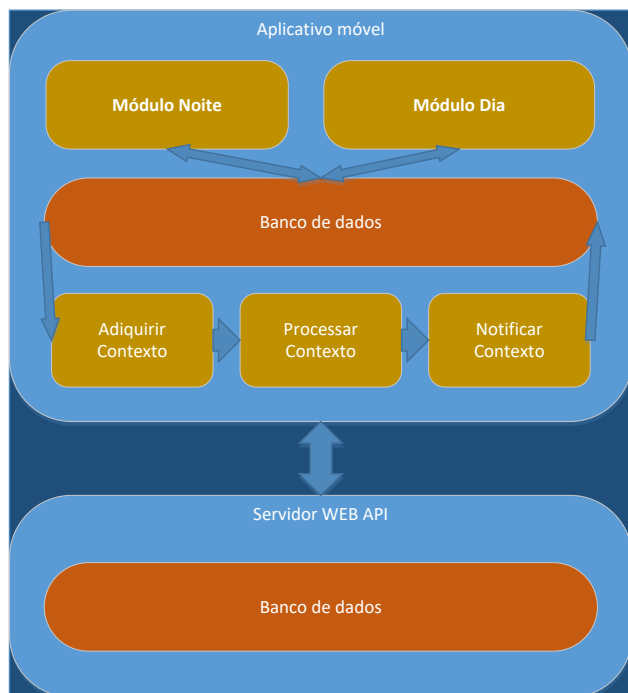 Aplicativo móvel
Módulo Noite
Módulo Dia
Banco de dados
Adiquirir
Contexto
Processar
Contexto
Notificar
Contexto
Servidor WEB API
Banco de dados